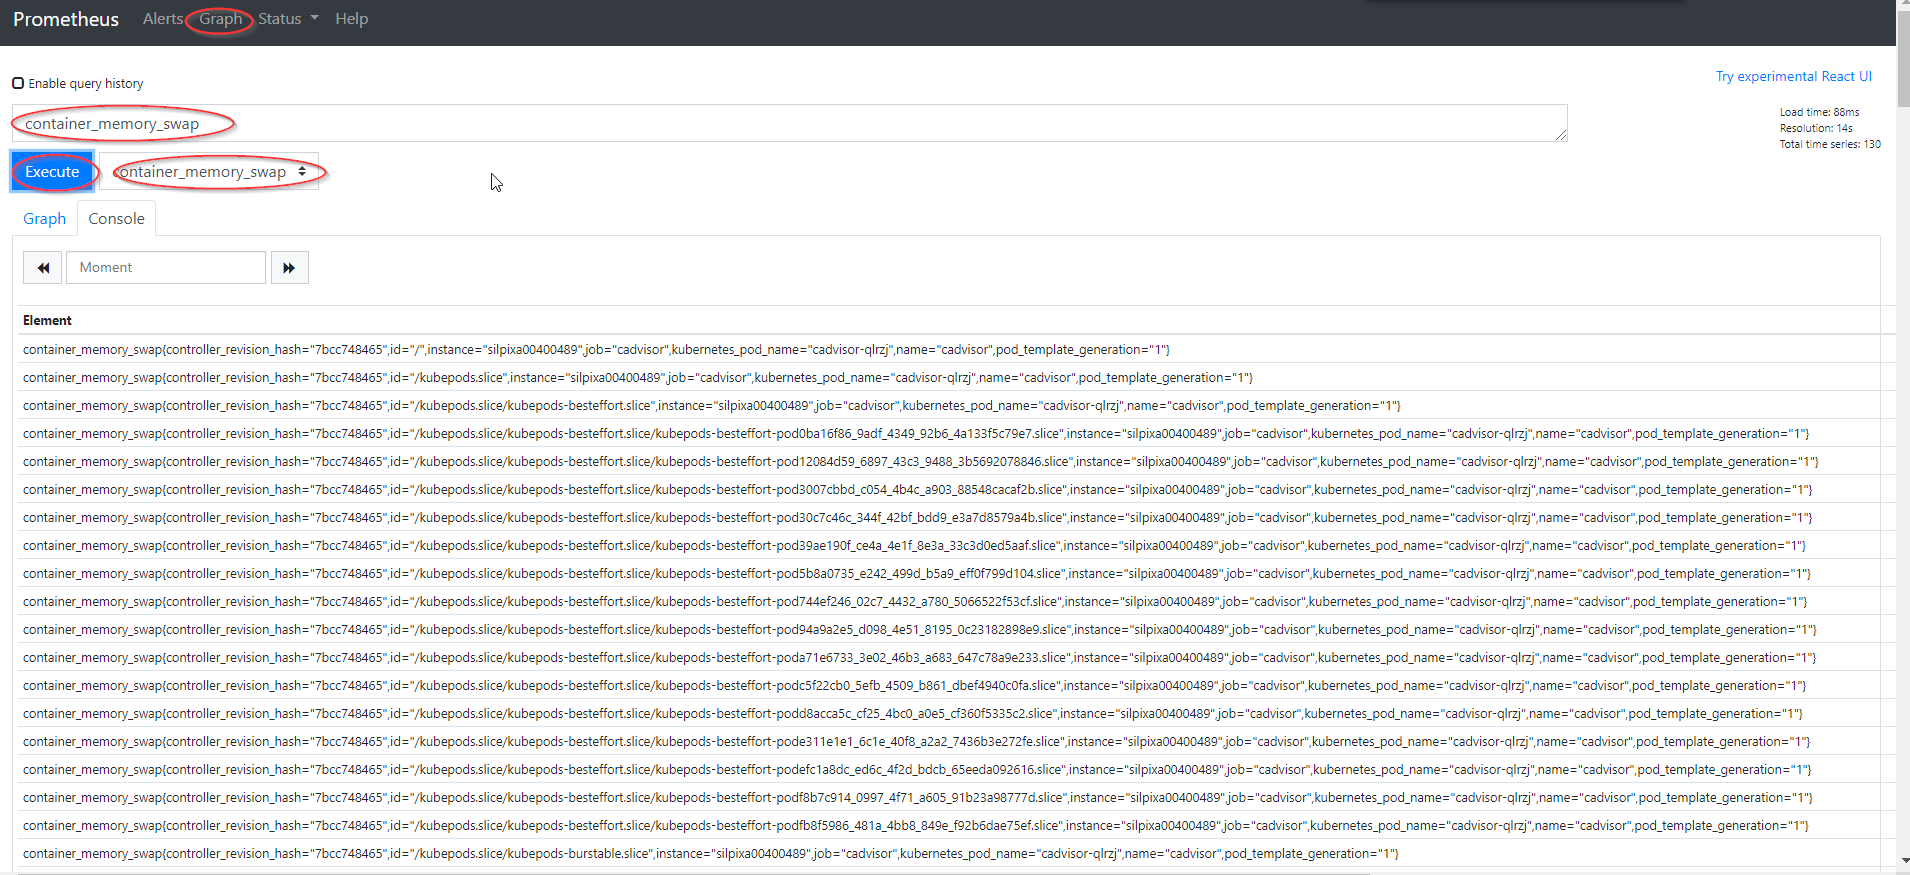 Prometheus Alerts Graph Status Help
Enable query history
Try experimental React UI
container_memory_swap
Load time: 88ms
Resolution: 14s
Total time series: 130
Execute container_memory_swap
Graph Console
Moment
Element
container_memory_swap{controller_revision_hash="7bcc748465",id="/",instance="silpixa00400489",job="cadvisor",kubernetes_pod_name="cadvisor-qlrzj",name="cadvisor",pod_template_generation="1"}
container_memory_swap{controller_revision_hash="7bcc748465",id="/kubepods.slice",instance="silpixa00400489",job="cadvisor",kubernetes_pod_name="cadvisor-qlrzj",name="cadvisor",pod_template_generation="1"}
container_memory_swap{controller_revision_hash="7bcc748465",id="/kubepods.slice/kubepods-besteffort.slice",instance="silpixa00400489",job="cadvisor",kubernetes_pod_name="cadvisor-qlrzj",name="cadvisor",pod_template_generation="1"}
container_memory_swap{controller_revision_hash="7bcc748465",id="/kubepods.slice/kubepods-besteffort.slice/kubepods-besteffort-pod0ba16f86_9adf_4349_92b6_4a133f5c79e7.slice",instance="silpixa00400489",job="cadvisor",kubernetes_pod_name="cadvisor-qlrzj",name="cadvisor",pod_template_generation="1"}
container_memory_swap{controller_revision_hash="7bcc748465",id="/kubepods.slice/kubepods-besteffort.slice/kubepods-besteffort-pod12084d59_6897_43c3_9488_3b5692078846.slice",instance="silpixa00400489",job="cadvisor",kubernetes_pod_name="cadvisor-qlrzj",name="cadvisor",pod_template_generation="1"}
container_memory_swap{controller_revision_hash="7bcc748465",id="/kubepods.slice/kubepods-besteffort.slice/kubepods-besteffort-pod3007cbbd_c054_4b4c_a903_88548cacaf2b.slice",instance="silpixa00400489",job="cadvisor",kubernetes_pod_name="cadvisor-qlrzj",name="cadvisor",pod_template_generation="1"}
container_memory_swap{controller_revision_hash="7bcc748465",id="/kubepods.slice/kubepods-besteffort.slice/kubepods-besteffort-pod30c7c46c_344f_42bf_bdd9_e3a7d8579a4b.slice",instance="silpixa00400489",job="cadvisor",kubernetes_pod_name="cadvisor-qlrzj",name="cadvisor",pod_template_generation="1"}
container_memory_swap{controller_revision_hash="7bcc748465",id="/kubepods.slice/kubepods-besteffort.slice/kubepods-besteffort-pod39ae190f_ce4a_4e1f_8e3a_33c3d0ed5aaf.slice",instance="silpixa00400489",job="cadvisor",kubernetes_pod_name="cadvisor-qlrzj",name="cadvisor",pod_template_generation="1"}
container_memory_swap{controller_revision_hash="7bcc748465",id="/kubepods.slice/kubepods-besteffort.slice/kubepods-besteffort-pod5b8a0735_e242_499d_b5a9_eff0f799d104.slice",instance="silpixa00400489",job="cadvisor",kubernetes_pod_name="cadvisor-qlrzj",name="cadvisor",pod_template_generation="1"}
container_memory_swap{controller_revision_hash="7bcc748465",id="/kubepods.slice/kubepods-besteffort.slice/kubepods-besteffort-pod744ef246_02c7_4432_a780_5066522f53cf.slice",instance="silpixa00400489",job="cadvisor",kubernetes_pod_name="cadvisor-qlrzj",name="cadvisor",pod_template_generation="1"}
container_memory_swap{controller_revision_hash="7bcc748465",id="/kubepods.slice/kubepods-besteffort.slice/kubepods-besteffort-pod94a9a2e5_d098_4e51_8195_0c23182898e9.slice",instance="silpixa00400489",job="cadvisor",kubernetes_pod_name="cadvisor-qlrzj",name="cadvisor",pod_template_generation="1"}
container_memory_swap{controller_revision_hash="7bcc748465",id="/kubepods.slice/kubepods-besteffort.slice/kubepods-besteffort-poda71e6733_3e02_46b3_a683_647c78a9e233.slice",instance="silpixa00400489",job="cadvisor",kubernetes_pod_name="cadvisor-qlrzj",name="cadvisor",pod_template_generation="1"}
container_memory_swap{controller_revision_hash="7bcc748465",id="/kubepods.slice/kubepods-besteffort.slice/kubepods-besteffort-podc5f22cb0_5efb_4509_b861_dbef4940c0fa.slice",instance="silpixa00400489",job="cadvisor",kubernetes_pod_name="cadvisor-qlrzj",name="cadvisor",pod_template_generation="1"}
container_memory_swap{controller_revision_hash="7bcc748465",id="/kubepods.slice/kubepods-besteffort.slice/kubepods-besteffort-podd8acca5c_cf25_4bc0_a0e5_cf360f5335c2.slice",instance="silpixa00400489",job="cadvisor",kubernetes_pod_name="cadvisor-qlrzj",name="cadvisor",pod_template_generation="1"}
container_memory_swap{controller_revision_hash="7bcc748465",id="/kubepods.slice/kubepods-besteffort.slice/kubepods-besteffort-pode311e1e1_6c1e_40f8_a2a2_7436b3e272fe.slice",instance="silpixa00400489",job="cadvisor",kubernetes_pod_name="cadvisor-qlrzj",name="cadvisor",pod_template_generation="1"}
container_memory_swap{controller_revision_hash="7bcc748465",id="/kubepods.slice/kubepods-besteffort.slice/kubepods-besteffort-podefc1a8dc_ed6c_4f2d_bdcb_65eeda092616.slice",instance="silpixa00400489",job="cadvisor",kubernetes_pod_name="cadvisor-qlrzj",name="cadvisor",pod_template_generation="1"}
container_memory_swap{controller_revision_hash="7bcc748465",id="/kubepods.slice/kubepods-besteffort.slice/kubepods-besteffort-podf8b7c914_0997_4f71_a605_91b23a98777d.slice",instance="silpixa00400489",job="cadvisor",kubernetes_pod_name="cadvisor-qlrzj",name="cadvisor",pod_template_generation="1"}
container_memory_swap{controller_revision_hash="7bcc748465",id="/kubepods.slice/kubepods-besteffort.slice/kubepods-besteffort-podfb8f5986_481a_4bb8_849e_f92b6dae75ef.slice",instance="silpixa00400489",job="cadvisor",kubernetes_pod_name="cadvisor-qlrzj",name="cadvisor",pod_template_generation="1"}
container_memory_swap{controller_revision_hash="7bcc748465",id="/kubepods.slice/kubepods-burstable.slice",instance="silpixa00400489",job="cadvisor",kubernetes_pod_name="cadvisor-qlrzj",name="cadvisor",pod_template_generation="1"}